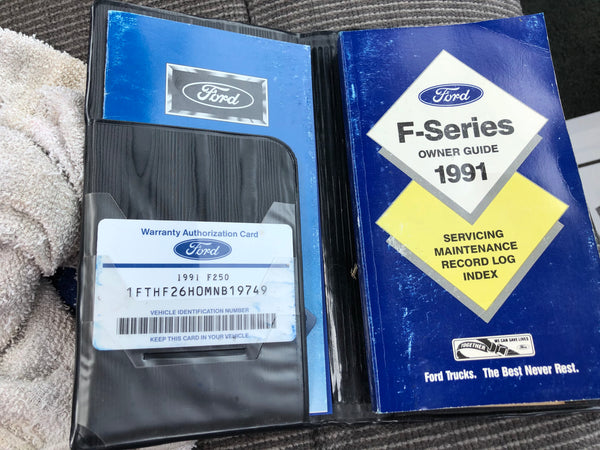 Ford
Warranty Authorization Card
Ford
1991 F250
1FTHF26H0MNB19749
VEHICLE IDENTIFICATION NUMBER
KEEP THIS CARD IN YOUR VEHICLE.
Ford
F-Series
OWNER GUIDE
1991
SERVICING
MAINTENANCE
RECORD LOG
INDEX
TOGETHER
WE CAN SAVE LIVES
Ford
Ford Trucks. The Best Never Rest.